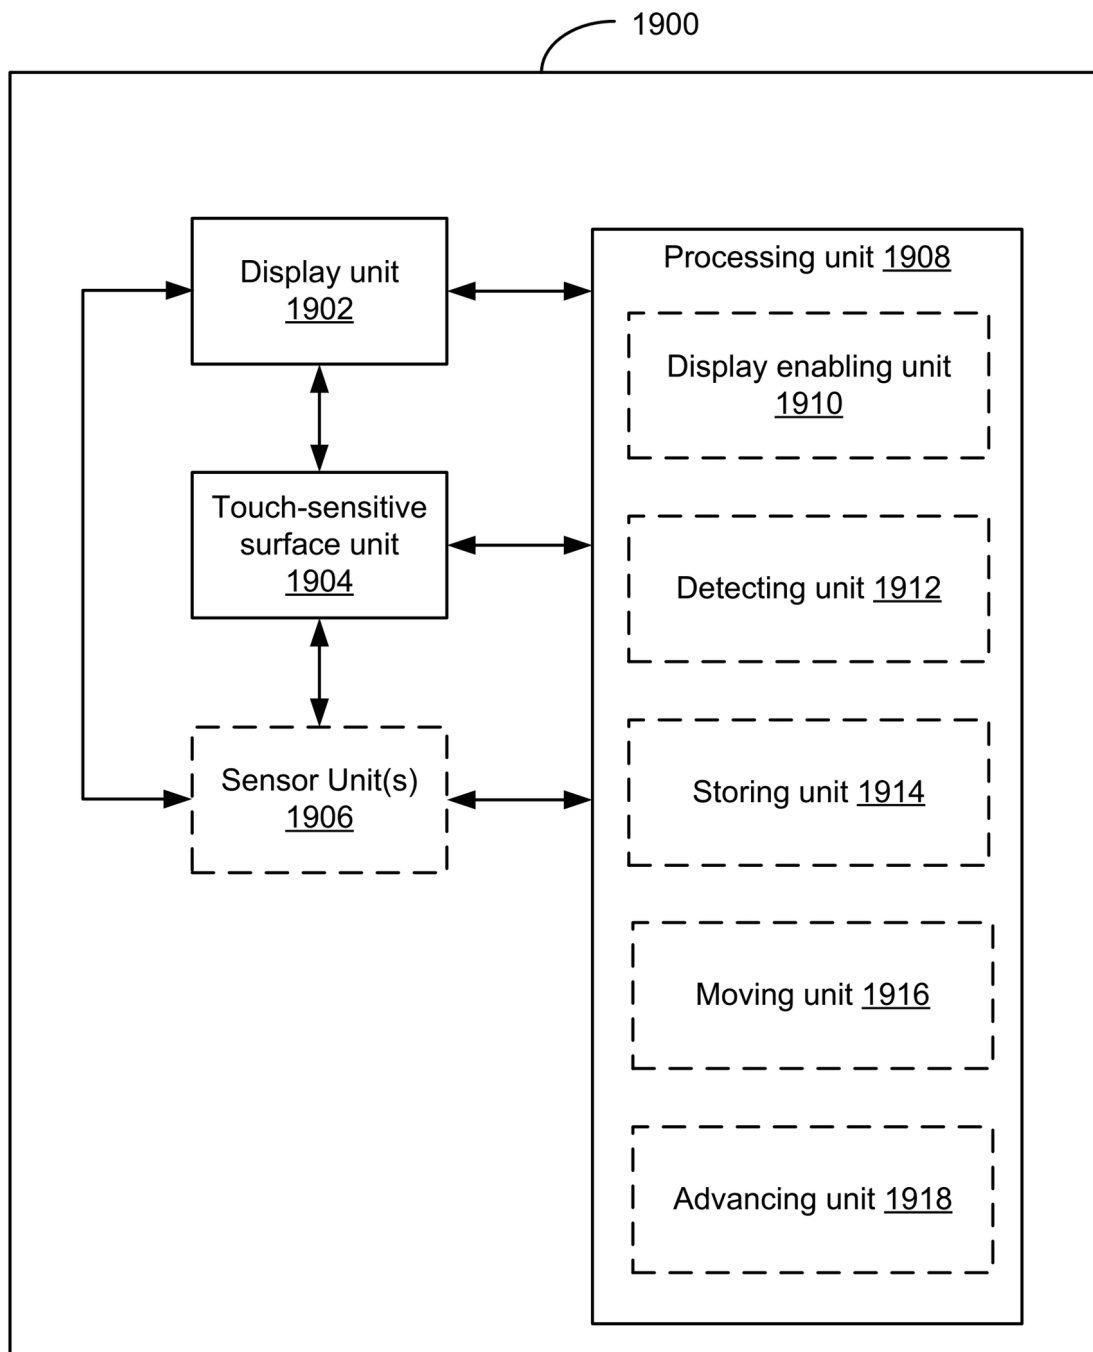 1900
Display unit
1902
Touch-sensitive
surface unit
1904
Sensor Unit(s)
1906
Processing unit 1908
Display enabling unit
1910
Detecting unit 1912
Storing unit 1914
Moving unit 1916
Advancing unit 1918